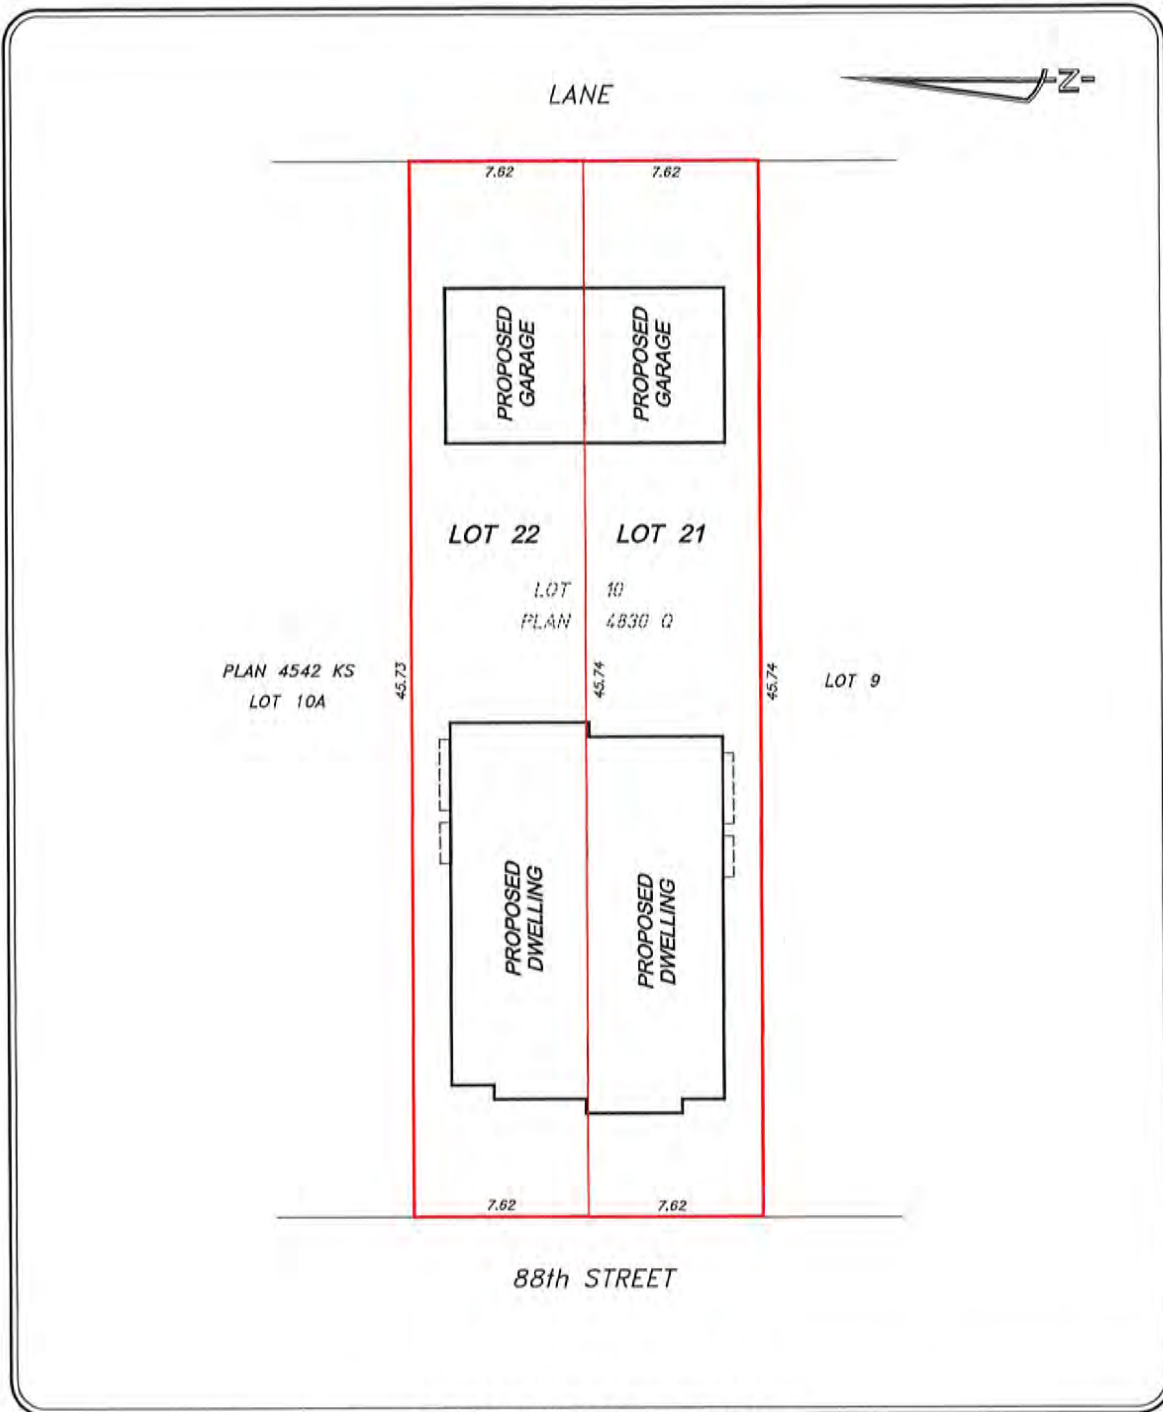 LANE
-Z-
7.62 7.62
PROPOSED
GARAGE
PROPOSED
GARAGE
LOT 22 LOT 21
LOT 10
PLAN 4830 Q
PLAN 4542 KS
LOT 10A
45.73
45.74
45.74
LOT 9
PROPOSED
DWELLING
PROPOSED
DWELLING
7.62 7.62
88th STREET